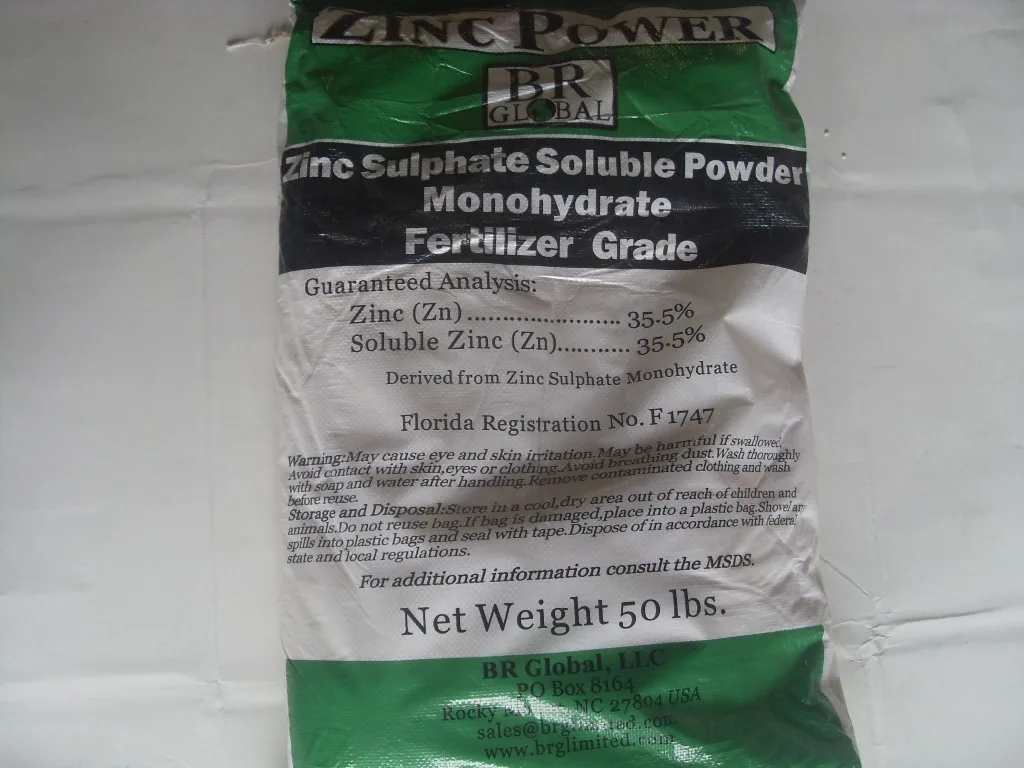 ZINC POWER
BR
GLOBAL
Zinc Sulphate Soluble Powder
Monohydrate
Fertilizer Grade
Guaranteed Analysis:
Zinc (Zn)...................... 35.5%
Soluble Zinc (Zn)........... 35.5%
Derived from Zinc Sulphate Monohydrate
Florida Registration No. F 1747
Warning:May cause eye and skin irritation.May be harmful if swallowed.
Avoid contact with skin,eyes or clothing.Avoid breathing dust.Wash thoroughly
with soap and water after handling.Remove contaminated clothing and wash
before reuse.
Storage and Disposal:Store in a cool,dry area out of reach of children and
animals.Do not reuse bag.If bag is damaged,place into a plastic bag.Shovel any
spills into plastic bags and seal with tape.Dispose of in accordance with federal
state and local regulations.
For additional information consult the MSDS.
Net Weight 50 lbs.
BR Global, LLC
PO Box 8164
Rocky NC 27804 USA
sales@brglimited.com
www.brglimited.com